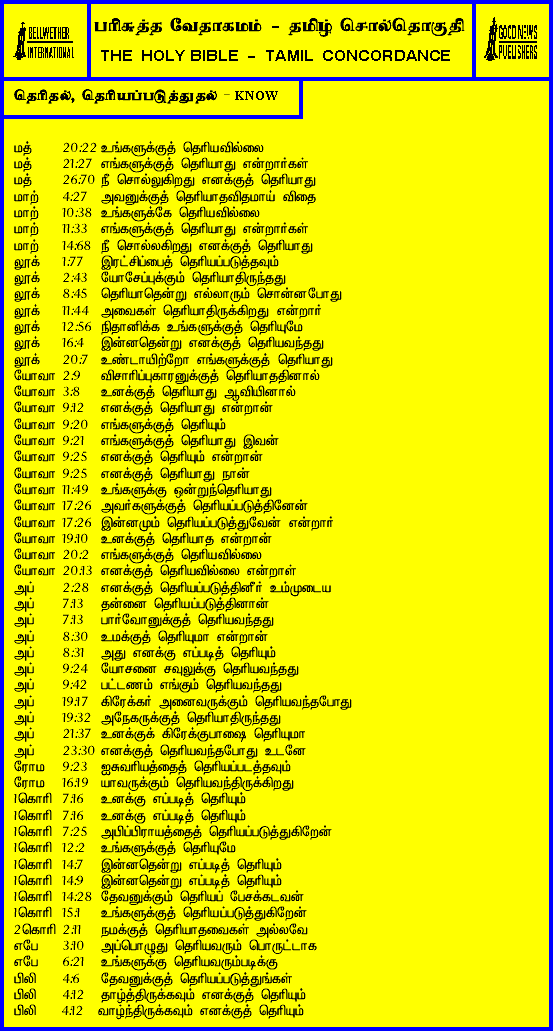 BELLWETHER
INTERNATIONAL
பரிசுத்த வேதாகமம் - தமிழ் சொல்தொகுதி
THE HOLY BIBLE - TAMIL CONCORDANCE
GOOD NEWS
PUBLISHERS
தெரிதல், தெரியப்படுத்துதல் - KNOW
மத் 20:22 உங்களுக்குத் தெரியவில்லை
மத் 21:27 எங்களுக்குத் தெரியாது என்றார்கள்
மத் 26:70 நீ சொல்லுகிறது எனக்குத் தெரியாது
மாற் 4:27 அவனுக்குத் தெரியாதவிதமாய் விதை
மாற் 10:38 உங்களுக்கே தெரியவில்லை
மாற் 11:33 எங்களுக்குத் தெரியாது என்றார்கள்
மாற் 14:68 நீ சொல்லகிறது எனக்குத் தெரியாது
லூக் 1:77 இரட்சிப்பைத் தெரியப்படுத்தவும்
லூக் 2:43 யோசேப்புக்கும் தெரியாதிருந்தது
லூக் 8:45 தெரியாதென்று எல்லாரும் சொன்னபோது
லூக் 11:44 அவைகள் தெரியாதிருக்கிறது என்றார்
லூக் 12:56 நிதானிக்க உங்களுக்குத் தெரியுமே
லூக் 16:4 இன்னதென்று எனக்குத் தெரியவந்தது
லூக் 20:7 உண்டாயிற்றோ எங்களுக்குத் தெரியாது
யோவா 2:9 விசாரிப்புகாரனுக்குத் தெரியாததினால்
யோவா 3:8 உனக்குத் தெரியாது ஆவியினால்
யோவா 9:12 எனக்குத் தெரியாது என்றான்
யோவா 9:20 எங்களுக்குத் தெரியும்
யோவா 9:21 எங்களுக்குத் தெரியாது இவன்
யோவா 9:25 எனக்குத் தெரியும் என்றான்
யோவா 9:25 எனக்குத் தெரியாது நான்
யோவா 11:49 உங்களுக்கு ஒன்றுந்தெரியாது
யோவா 17:26 அவர்களுக்குத் தெரியப்படுத்தினேன்
யோவா 17:26 இன்னமும் தெரியப்படுத்துவேன் என்றார்
யோவா 19:10 உனக்குத் தெரியாத என்றான்
யோவா 20:2 எங்களுக்குத் தெரியவில்லை
யோவா 20:13 எனக்குத் தெரியவில்லை என்றாள்
அப் 2:28 எனக்குத் தெரியப்படுத்தினீர் உம்முடைய
அப் 7:13 தன்னை தெரியப்படுத்தினான்
அப் 7:13 பார்வோனுக்குத் தெரியவந்தது
அப் 8:30 உமக்குத் தெரியுமா என்றான்
அப் 8:31 அது எனக்கு எப்படித் தெரியும்
அப் 9:24 யோசனை சவுலுக்கு தெரியவந்தது
அப் 9:42 பட்டணம் எங்கும் தெரியவந்தது
அப் 19:17 கிரேக்கர் அனைவருக்கும் தெரியவந்தபோது
அப் 19:32 அநேகருக்குத் தெரியாதிருந்தது
அப் 21:37 உனக்குக் கிரேக்குபாஷை தெரியுமா
அப் 23:30 எனக்குத் தெரியவந்தபோது உடனே
ரோம 9:23 ஐசுவரியத்தைத் தெரியப்படத்தவும்
ரோம 16:19 யாவருக்கும் தெரியவந்திருக்கிறது
1கொரி 7:16 உனக்கு எப்படித் தெரியும்
1கொரி 7:16 உனக்கு எப்படித் தெரியும்
1கொரி 7:25 அபிப்பிராயத்தைத் தெரியப்படுத்துகிறேன்
1கொரி 12:2 உங்களுக்குத் தெரியுமே
1கொரி 14:7 இன்னதென்று எப்படித் தெரியும்
1கொரி 14:9 இன்னதென்று எப்படித் தெரியும்
1கொரி 14:28 தேவனுக்கும் தெரியப் பேசக்கடவன்
1கொரி 15:1 உங்களுக்குத் தெரியப்படுத்துகிறேன்
2கொரி 2:11 நமக்குத் தெரியாதவைகள் அல்லவே
எபே 3:10 அப்பொழுது தெரியவரும் பொருட்டாக
எபே 6:21 உங்களுக்கு தெரியவரும்படிக்கு
பிலி 4:6 தேவனுக்குத் தெரியப்படுத்துங்கள்
பிலி 4:12 தாழ்த்திருக்கவும் எனக்குத் தெரியும்
பிலி 4:12 வாழ்ந்திருக்கவும் எனக்குத் தெரியும்